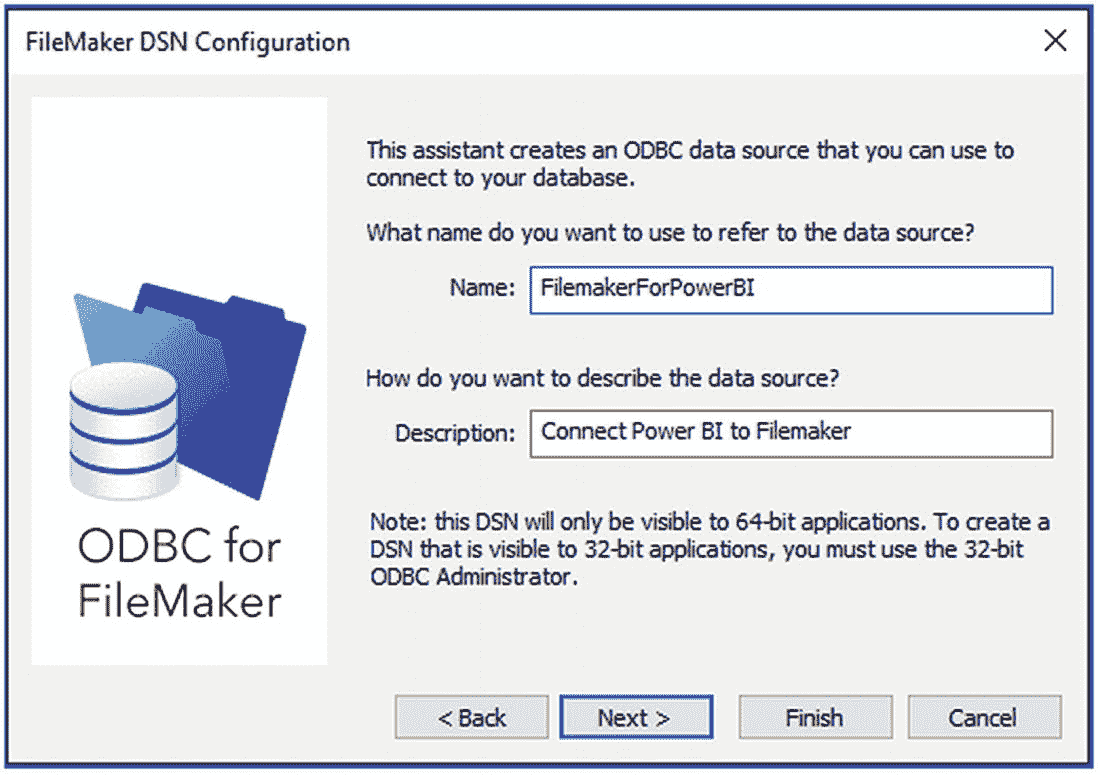 FileMaker DSN Configuration
This assistant creates an ODBC data source that you can use to
connect to your database.
What name do you want to use to refer to the data source?
Name: FilemakerForPowerBI
How do you want to describe the data source?
Description: Connect Power BI to Filemaker
Note: this DSN will only be visible to 64-bit applications. To create a
DSN that is visible to 32-bit applications, you must use the 32-bit
ODBC Administrator.
ODBC for
FileMaker
< Back Next > Finish Cancel